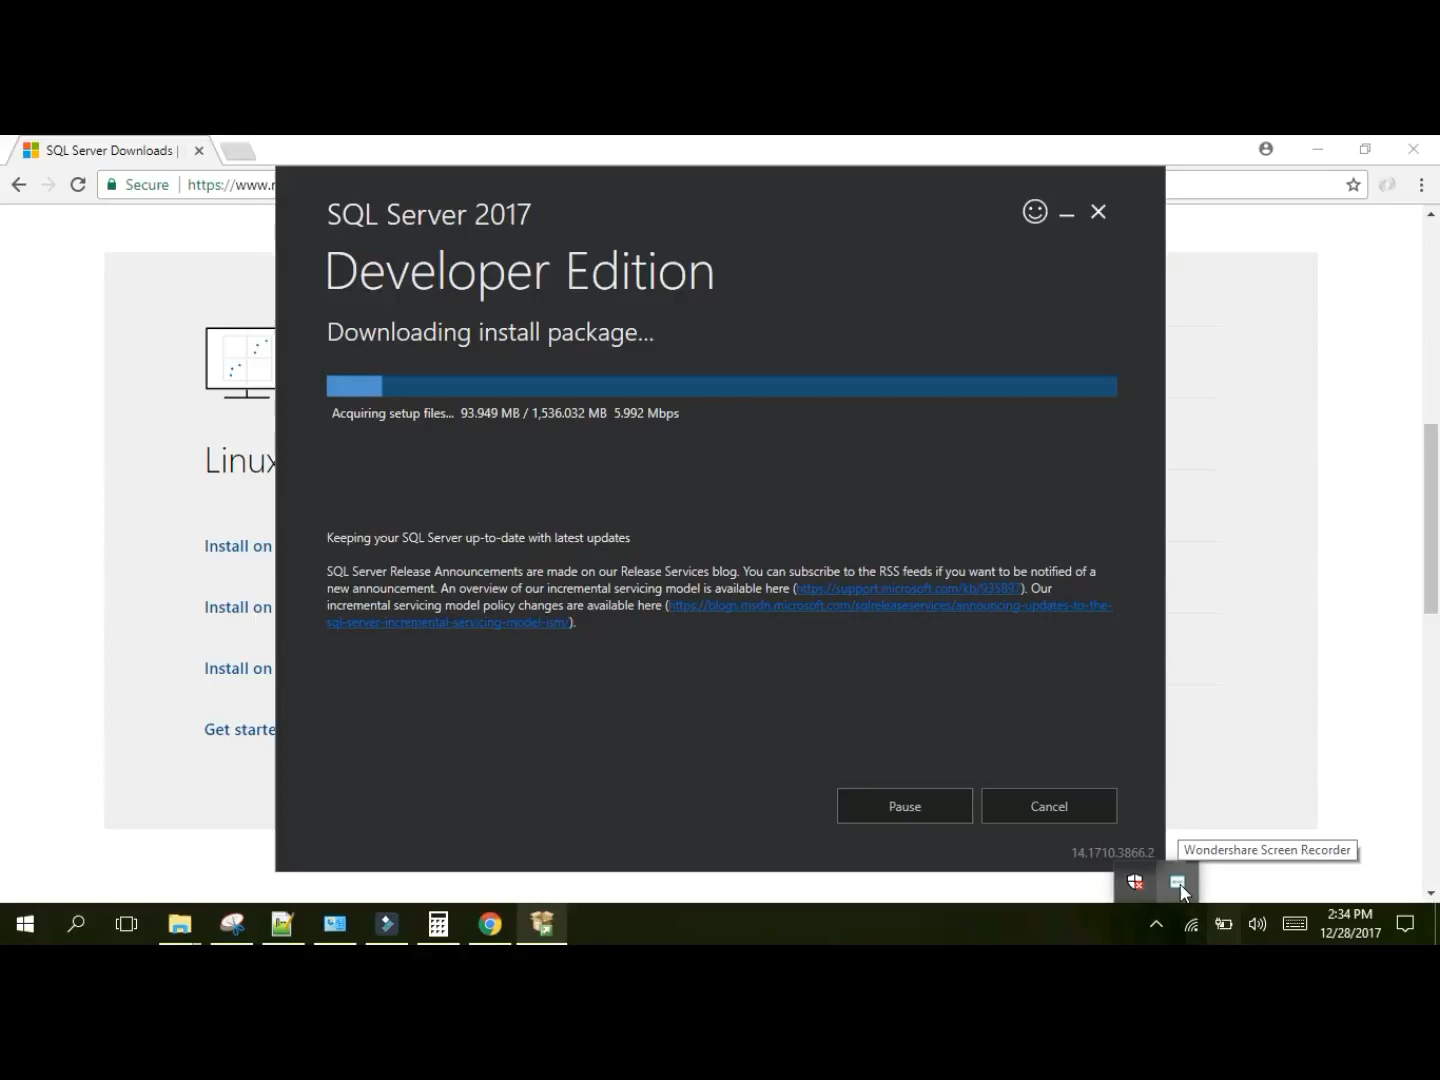 SQL Server Downloads |
Secure
https://www.
SQL Server 2017
Developer Edition
Downloading install package...
Acquiring setup files... 93.949 MB / 1,536.032 MB 5.992 Mbps
Linux
Install on
Install on
Install on
Get starte
Keeping your SQL Server up-to-date with latest updates
SQL Server Release Announcements are made on our Release Services blog. You can subscribe to the RSS feeds if you want to be notified of a
new announcement. An overview of our incremental servicing model is available here (https://support.microsoft.com/kb/935897). Our
incremental servicing model policy changes are available here (https://blogs.msdn.microsoft.com/sqlreleaseservices/announcing-updates-to-the-
sql-server-incremental-servicing-model-ism/).
Pause
Cancel
14.1710.3866.2
Wondershare Screen Recorder
2:34 PM
12/28/2017